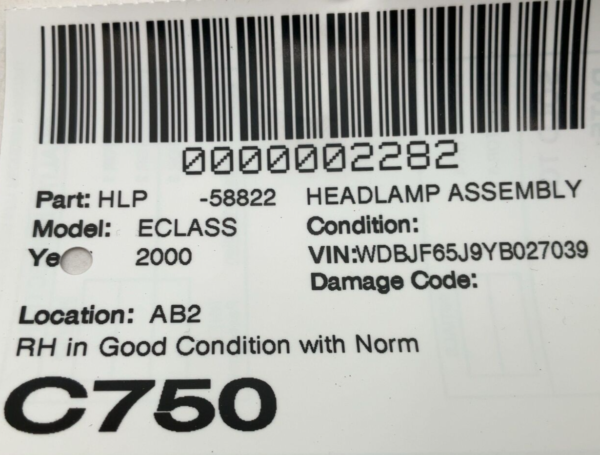 0000002282
Part: HLP -58822 HEADLAMP ASSEMBLY
Model: ECLASS Condition:
Ye 2000 VIN:WDBJF65J9YB027039
Damage Code:
Location: AB2
RH in Good Condition with Norm
C750